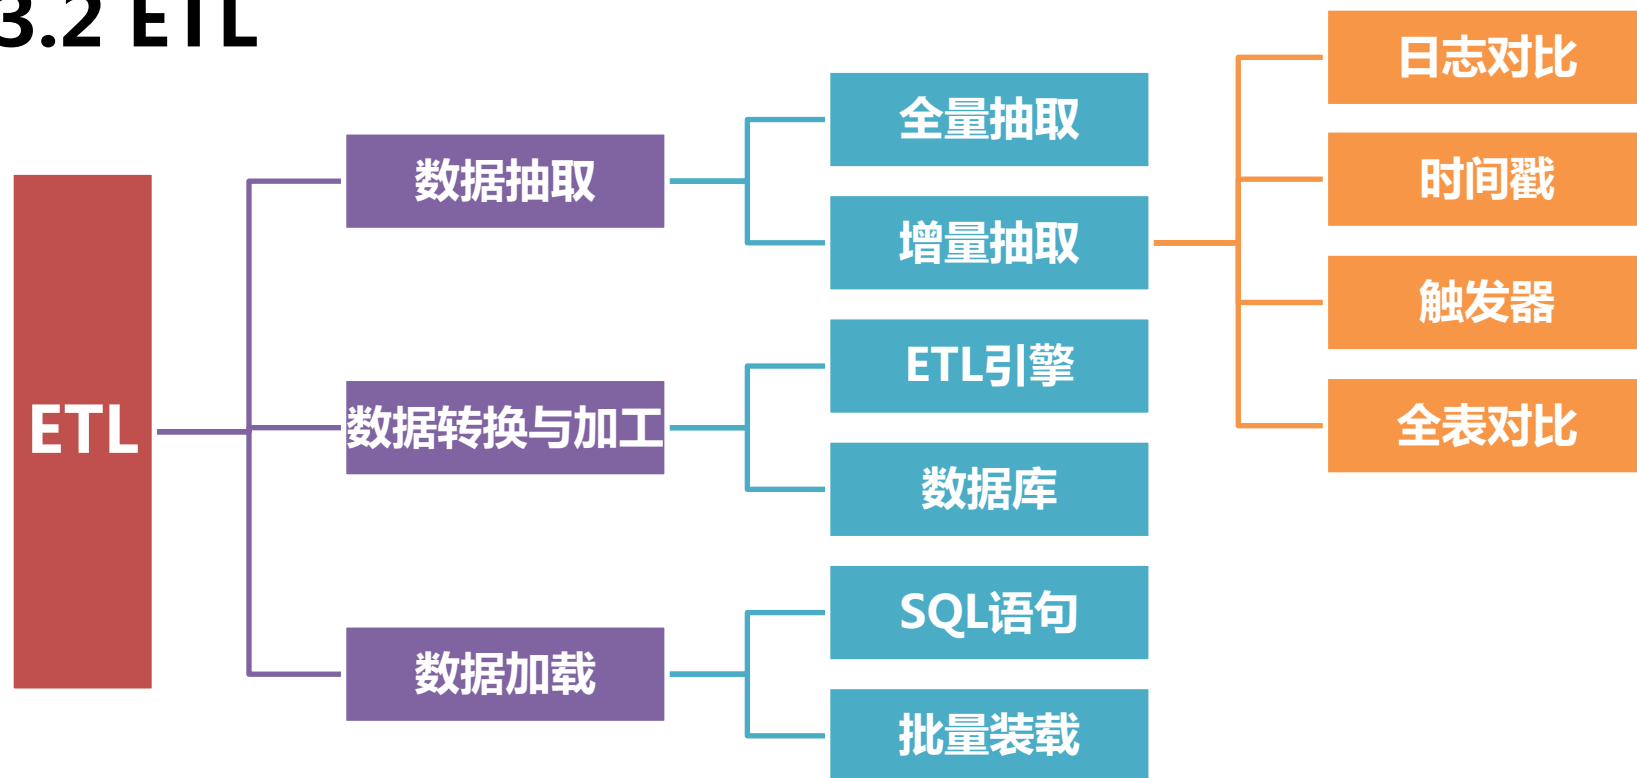 3.2 ETL
ETL
数据抽取
全量抽取
增量抽取
日志对比
时间戳
触发器
全表对比
数据转换与加工
ETL引擎
数据库
数据加载
SQL语句
批量装载